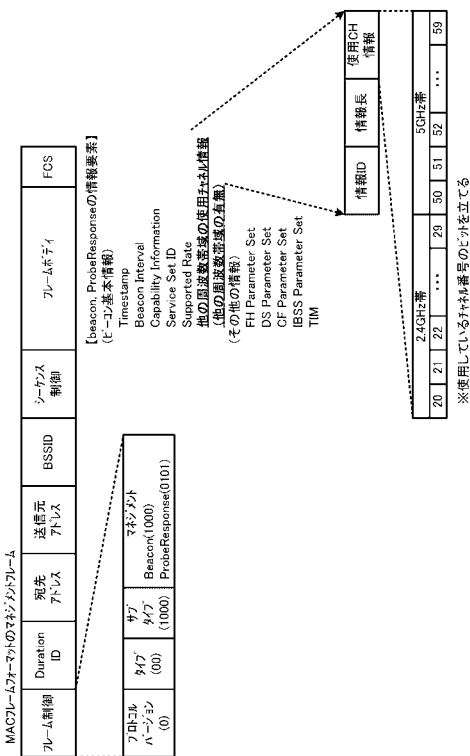 MACフレームフォーマットのマネジメントフレーム
フレーム制御
Duration
ID
宛先
アドレス
送信元
アドレス
BSSID
シーケンス
制御
フレームボディ
FCS
プロトコル
バージョン
(0)
タイプ
(00)
サブ
タイプ
(1000)
マネジメント
Beacon(1000)
ProbeResponse(0101)
【beacon, ProbeResponseの情報要素】
(ビーコン基本情報)
Timestamp
Beacon Interval
Capability Information
Service Set ID
Supported Rate
他の周波数帯域の使用チャネル情報
(他の周波数帯域の有無)
(その他の情報)
FH Parameter Set
DS Parameter Set
CF Parameter Set
IBSS Parameter Set
TIM
情報ID
情報長
使用CH
情報
2.4GHz帯
5GHz帯
20
21
22
…
29
50
51
52
…
59
※使用しているチャネル番号のビットを立てる